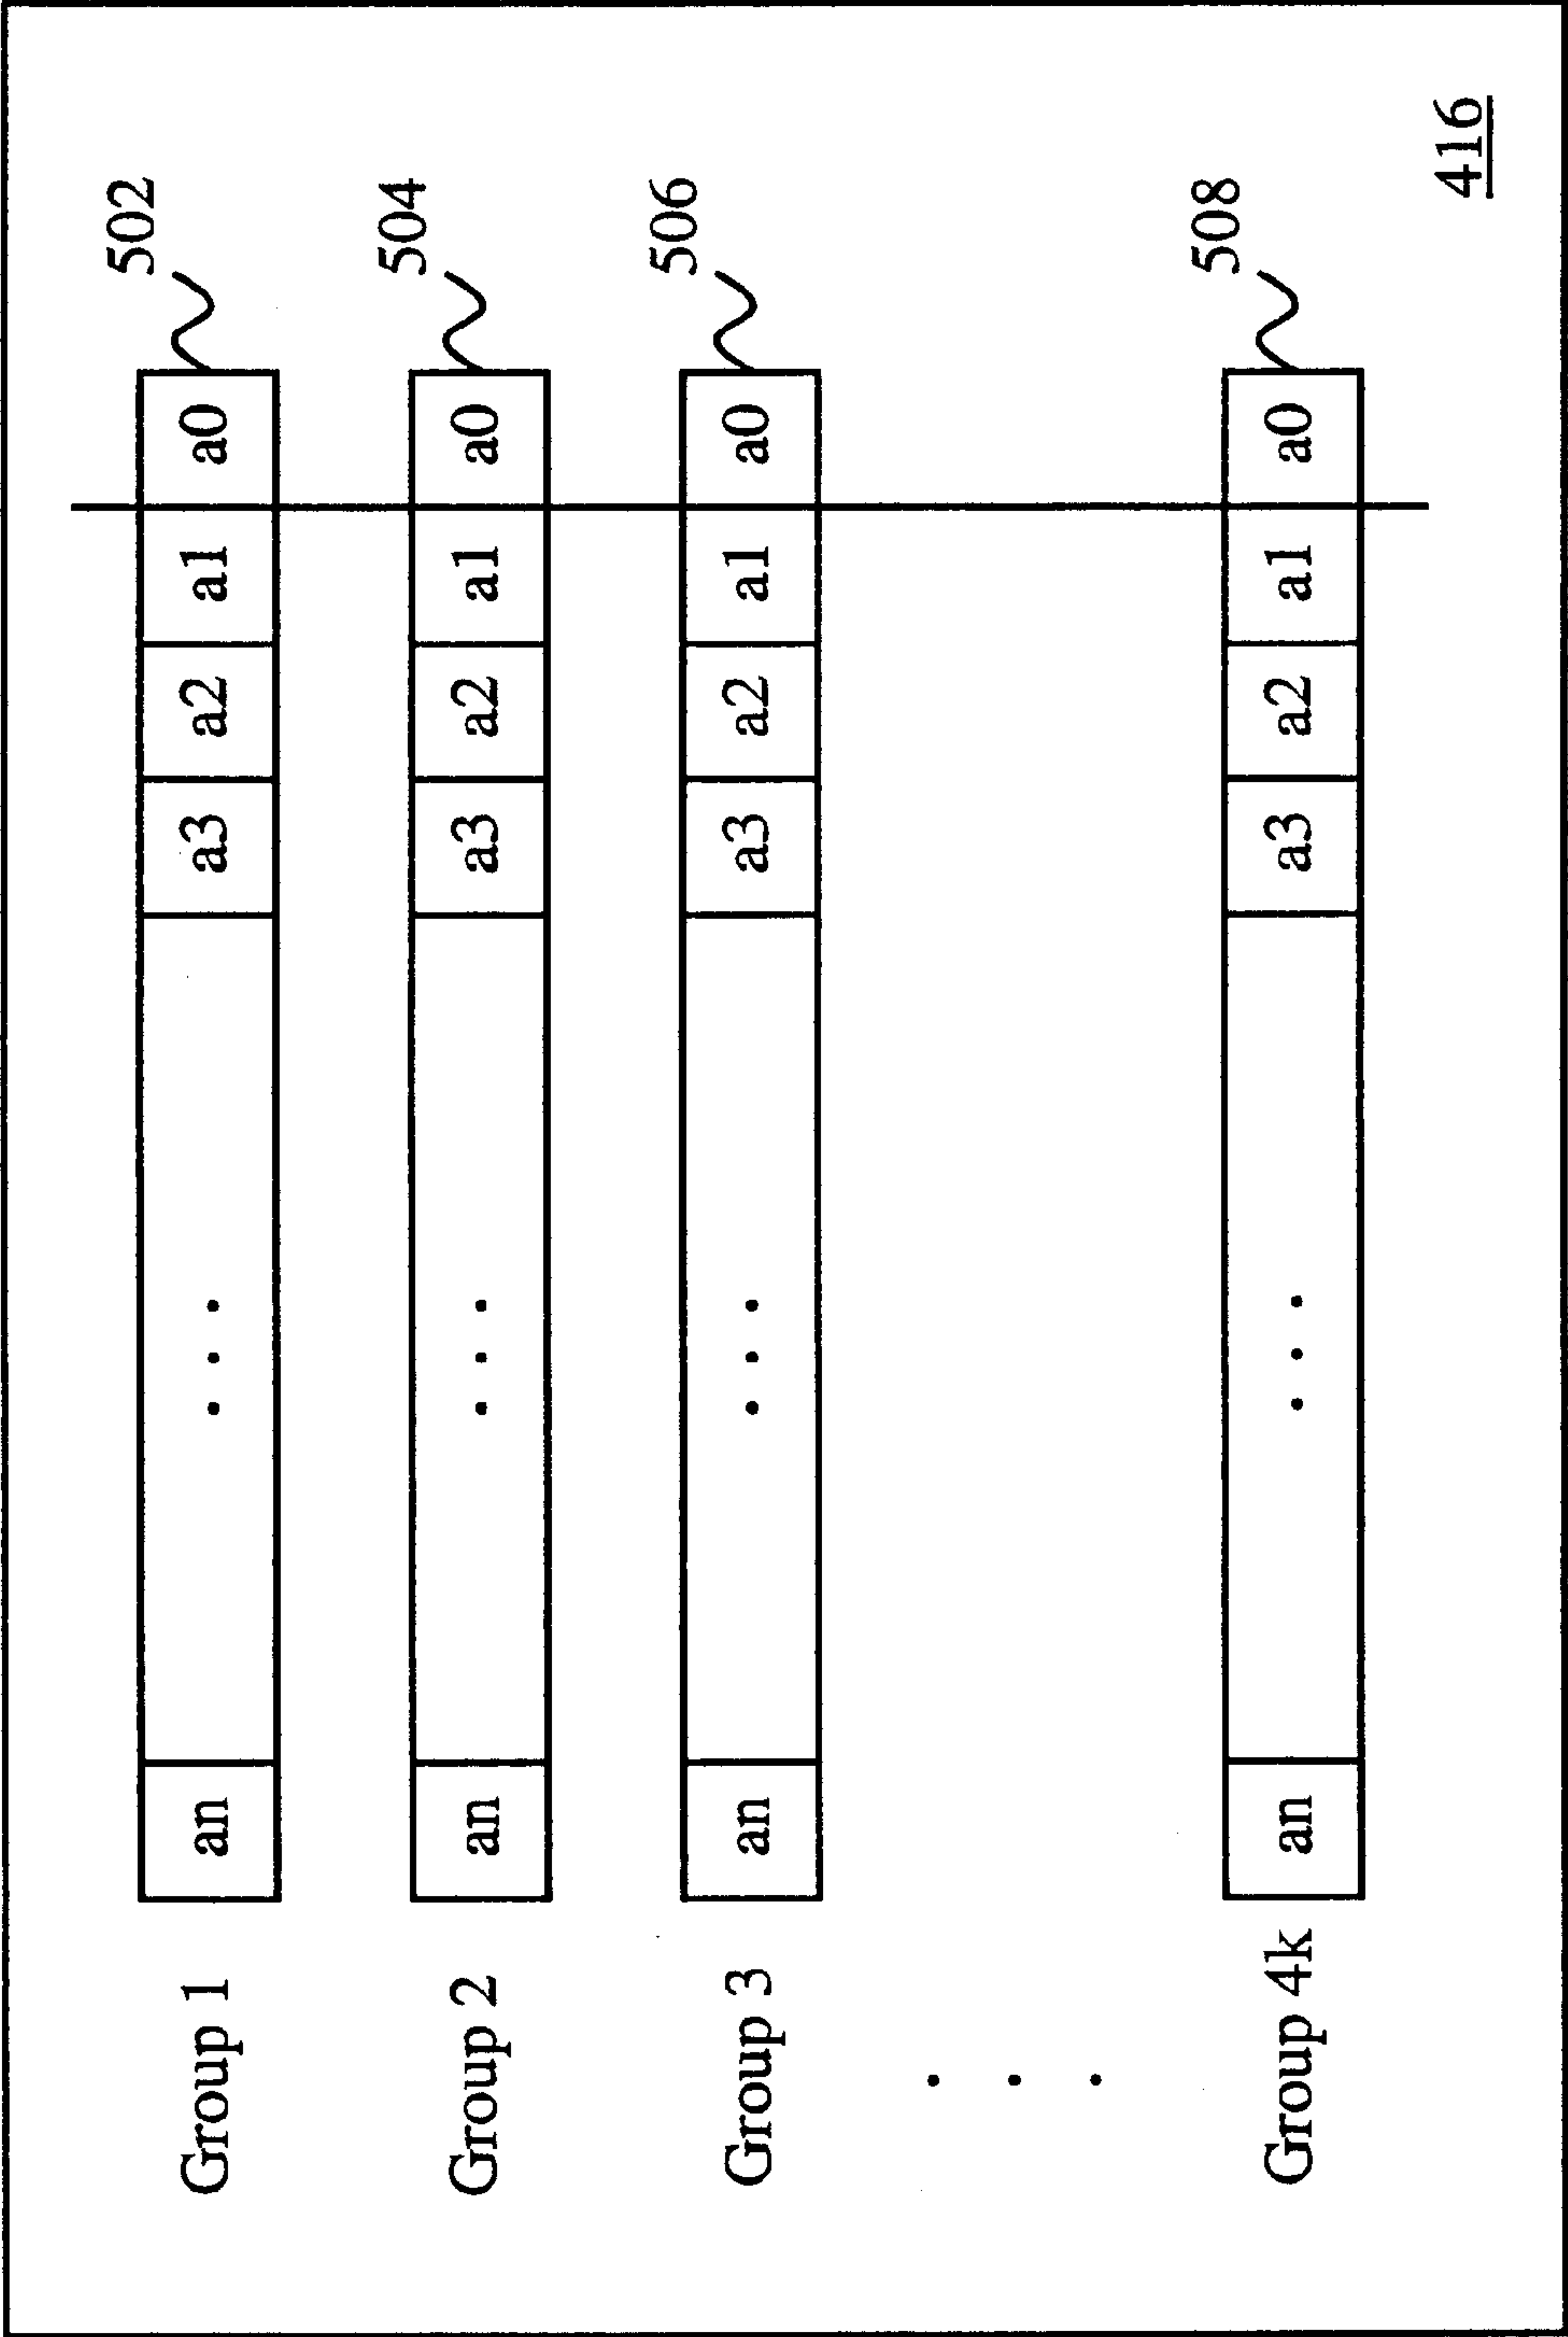 502
Group 1 an . . . a3 a2 a1 a0
504
Group 2 an . . . a3 a2 a1 a0
506
Group 3 an . . . a3 a2 a1 a0
. . .
508
Group 4k an . . . a3 a2 a1 a0
416